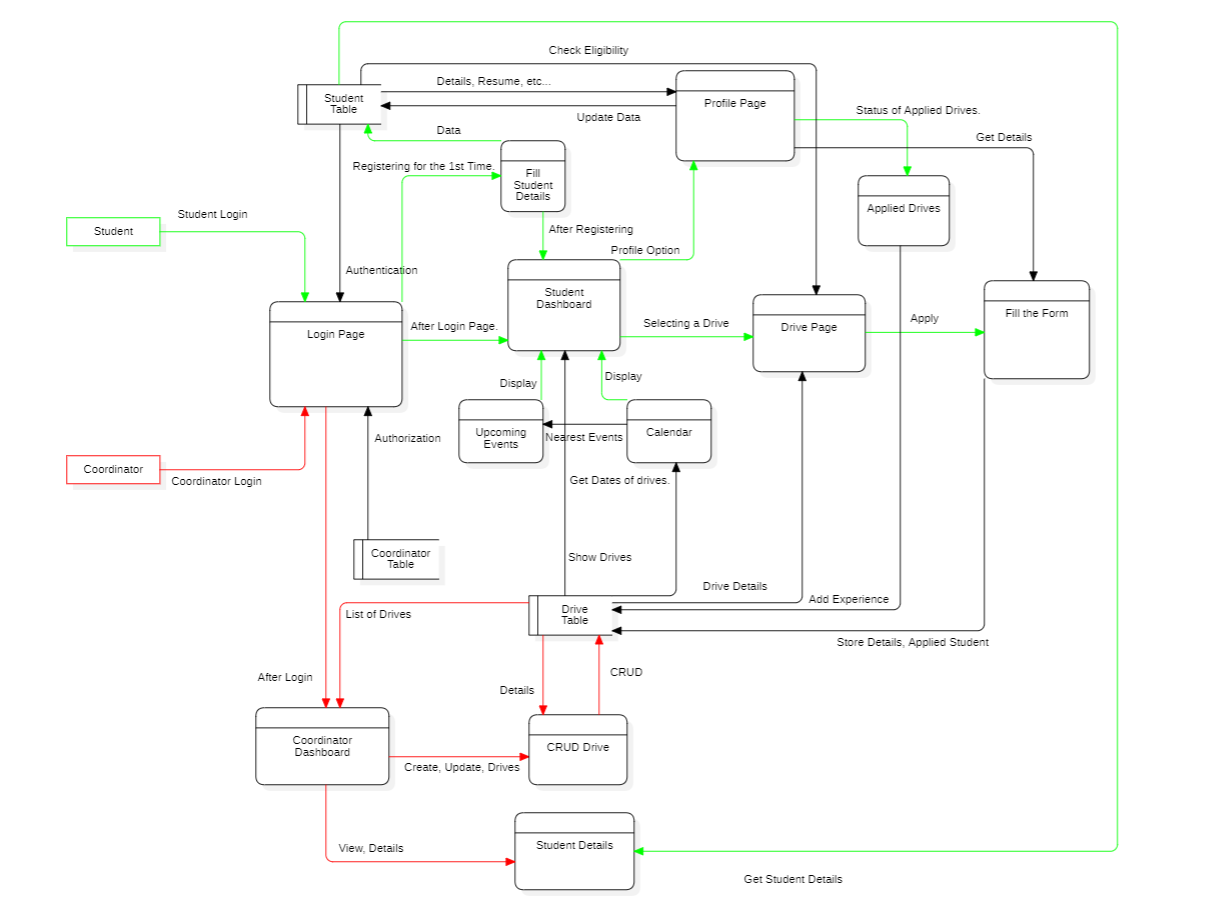 Check Eligibility
Details, Resume, etc...
Student
Table
Profile Page
Status of Applied Drives.
Update Data
Data
Get Details
Registering for the 1st Time.
Fill
Student
Details
Applied Drives
Student Login
Student
After Registering
Profile Option
Authentication
Student
Dashboard
Fill the Form
Login Page
After Login Page.
Selecting a Drive
Drive Page
Apply
Display
Display
Upcoming
Events
Nearest Events
Calendar
Authorization
Coordinator
Coordinator Login
Get Dates of drives.
Coordinator
Table
Show Drives
Drive Details
Add Experience
List of Drives
Drive
Table
Store Details, Applied Student
After Login
Details
CRUD
Coordinator
Dashboard
CRUD Drive
Create, Update, Drives
View, Details
Student Details
Get Student Details